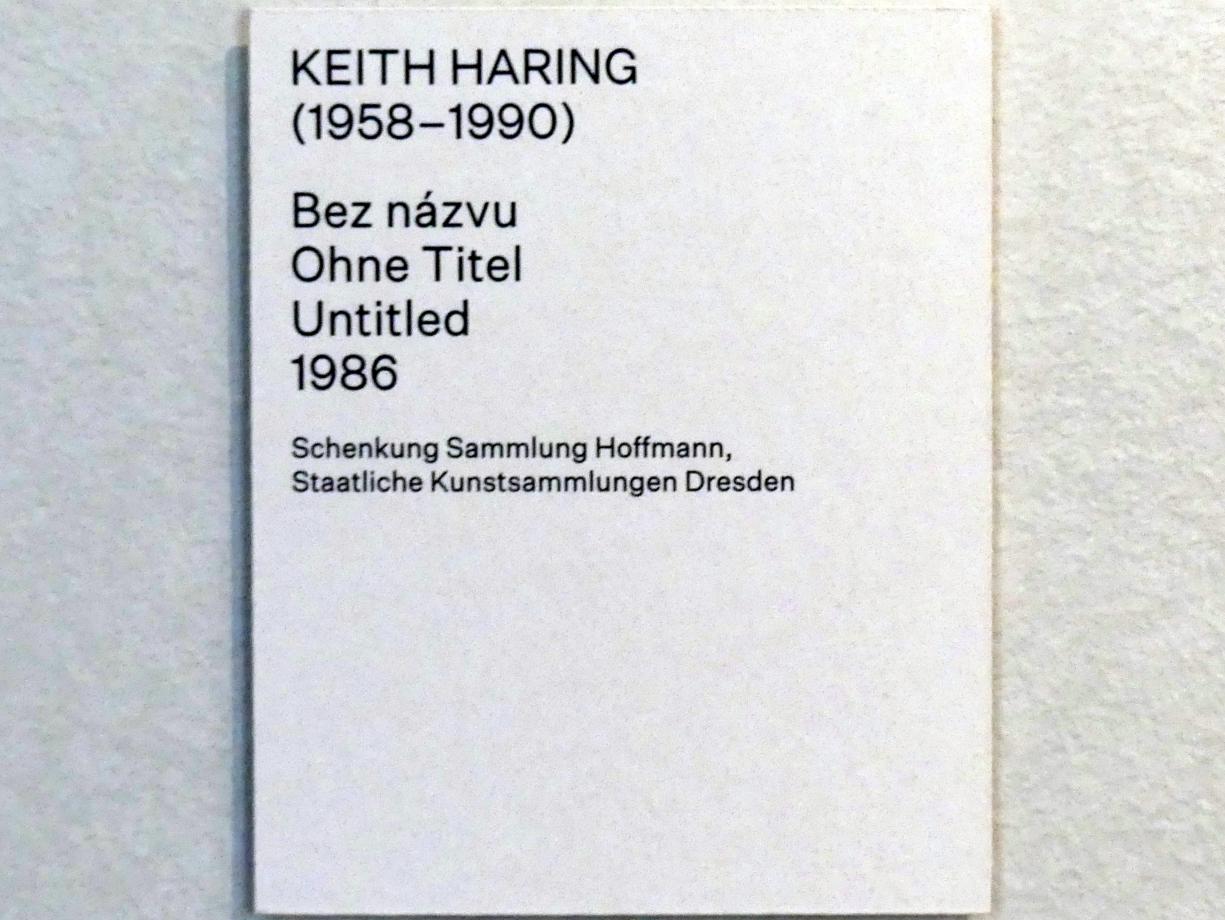 KEITH HARING
(1958–1990)
Bez názvu
Ohne Titel
Untitled
1986
Schenkung Sammlung Hoffmann,
Staatliche Kunstsammlungen Dresden